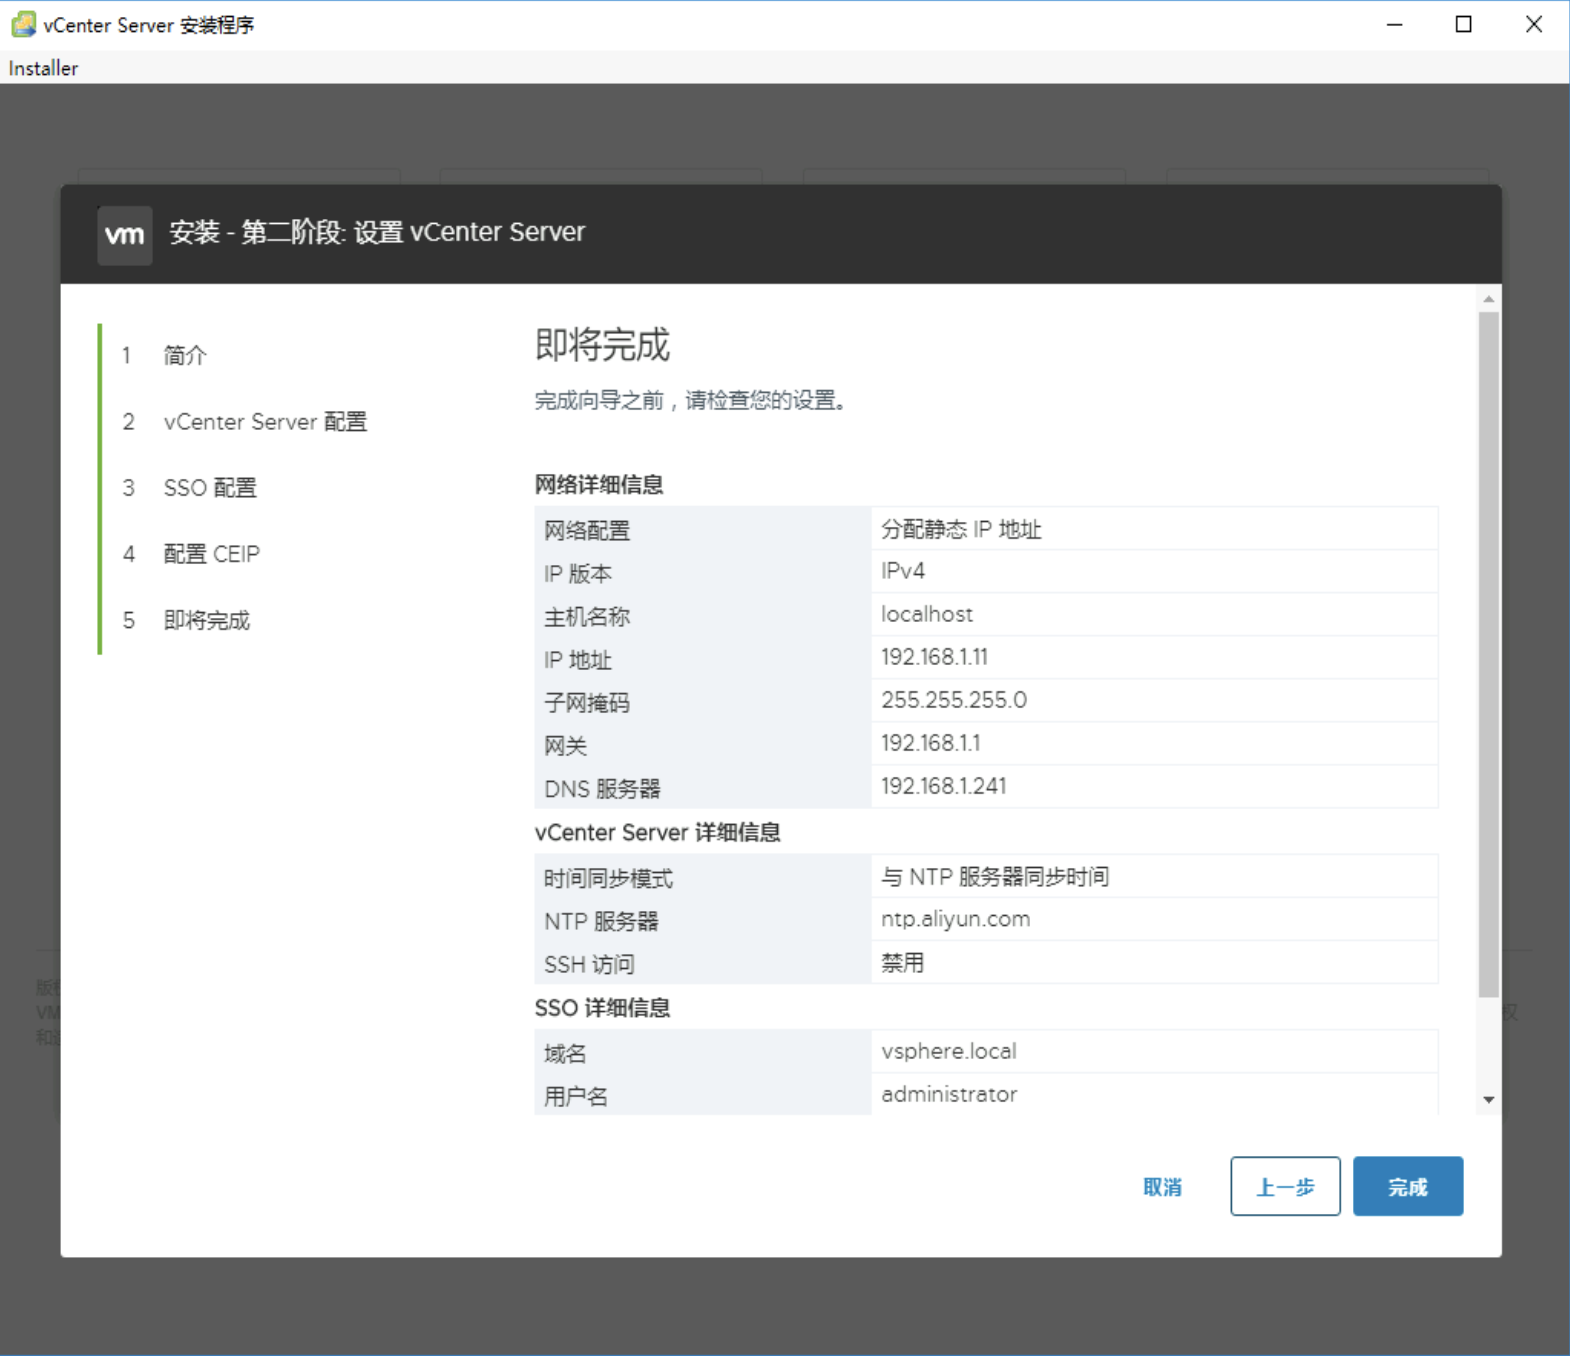 vCenter Server 安装程序
Installer
vm 安装 - 第二阶段: 设置 vCenter Server
1 简介
2 vCenter Server 配置
3 SSO 配置
4 配置 CEIP
5 即将完成
即将完成
完成向导之前，请检查您的设置。
网络详细信息
网络配置 分配静态 IP 地址
IP 版本 IPv4
主机名称 localhost
IP 地址 192.168.1.11
子网掩码 255.255.255.0
网关 192.168.1.1
DNS 服务器 192.168.1.241
vCenter Server 详细信息
时间同步模式 与 NTP 服务器同步时间
NTP 服务器 ntp.aliyun.com
SSH 访问 禁用
SSO 详细信息
域名 vsphere.local
用户名 administrator
取消 上一步 完成
VM
权